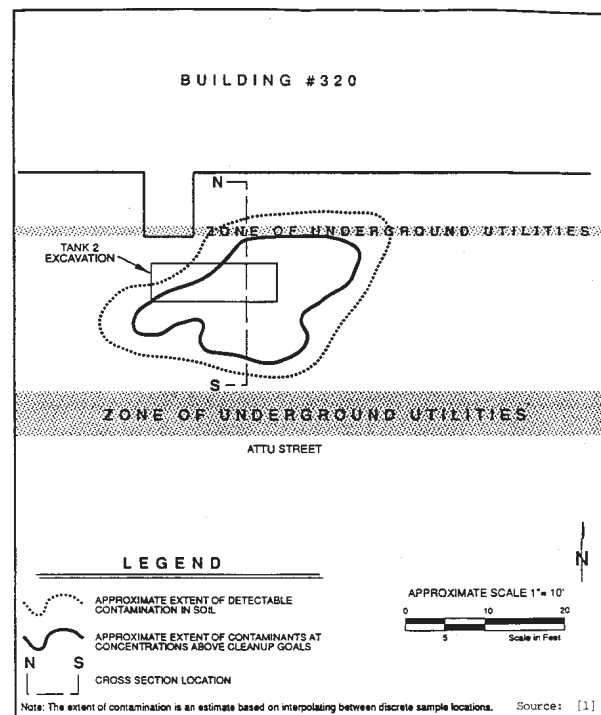 BUILDING #320
N
ZONE OF UNDERGROUND UTILITIES
TANK 2
EXCAVATION
S
ZONE OF UNDERGROUND UTILITIES
ATTU STREET
N
LEGEND
APPROXIMATE EXTENT OF DETECTABLE
CONTAMINATION IN SOIL
APPROXIMATE EXTENT OF CONTAMINANTS AT
CONCENTRATIONS ABOVE CLEANUP GOALS
N S
CROSS SECTION LOCATION
APPROXIMATE SCALE 1"= 10'
0 10 20
5 Scale in Feet
Note: The extent of contamination is an estimate based on interpolating between discrete sample locations. Source: [1]